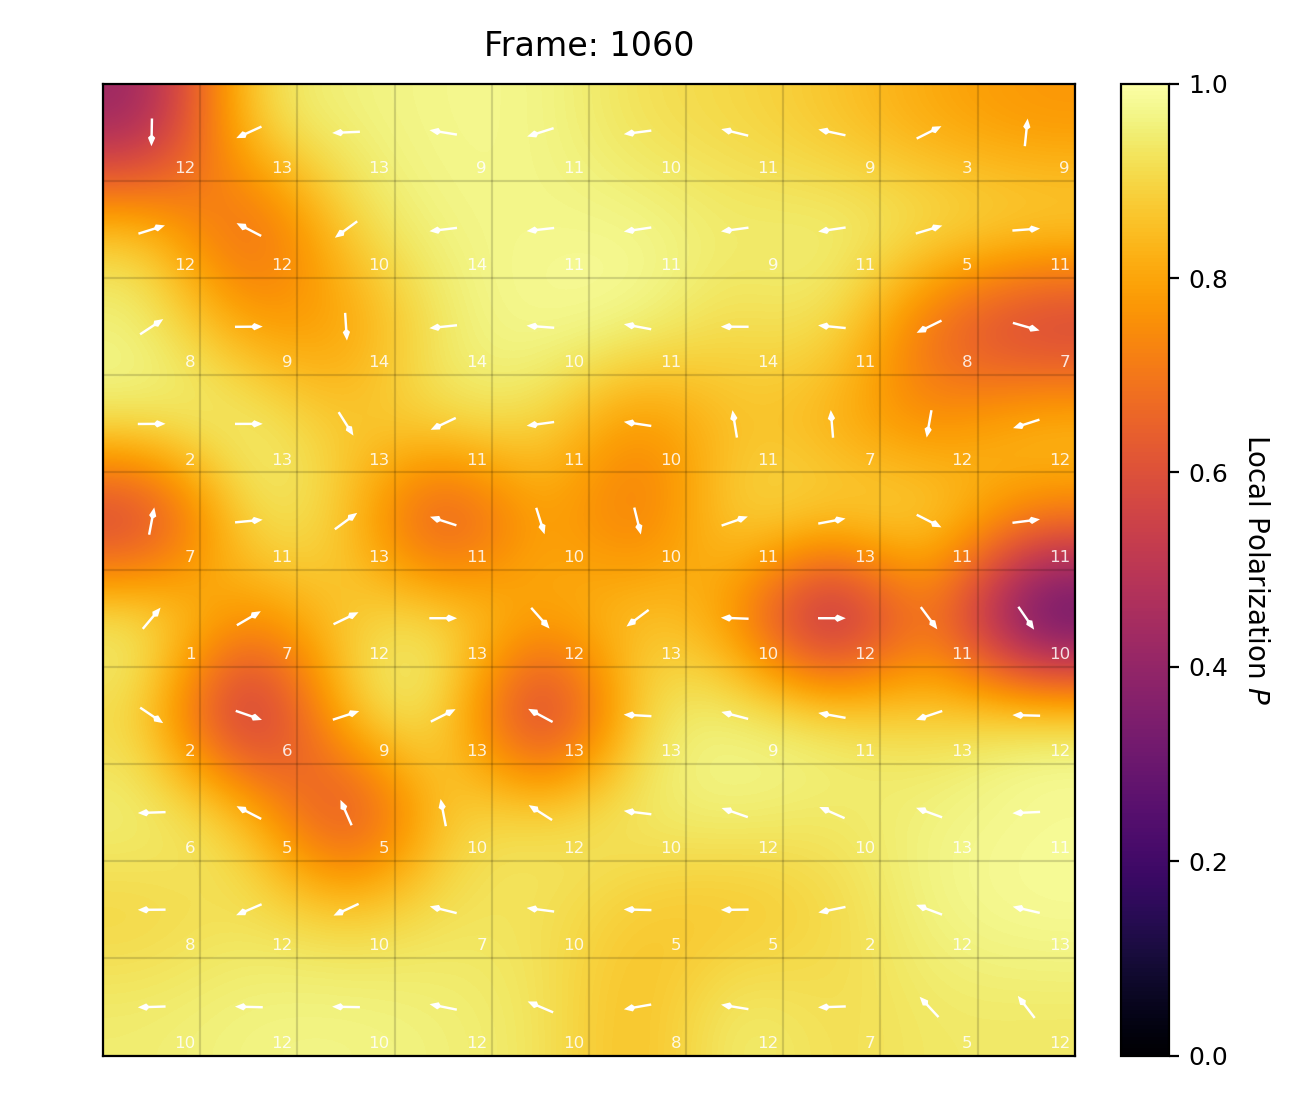 Frame: 1060
12 13 13 9 11 10 11 9 3 9
12 12 10 14 11 11 9 11 5 11
8 9 14 14 10 11 14 11 8 7
2 13 13 11 11 10 11 7 12 12
7 11 13 11 10 10 11 13 11 11
1 7 12 13 12 13 10 12 11 10
2 6 9 13 13 13 9 11 13 12
6 5 5 10 12 10 12 10 13 11
8 12 10 7 10 5 5 2 12 13
10 12 10 12 10 8 12 7 5 12
1.0
0.8
0.6
0.4
0.2
0.0
Local Polarization P